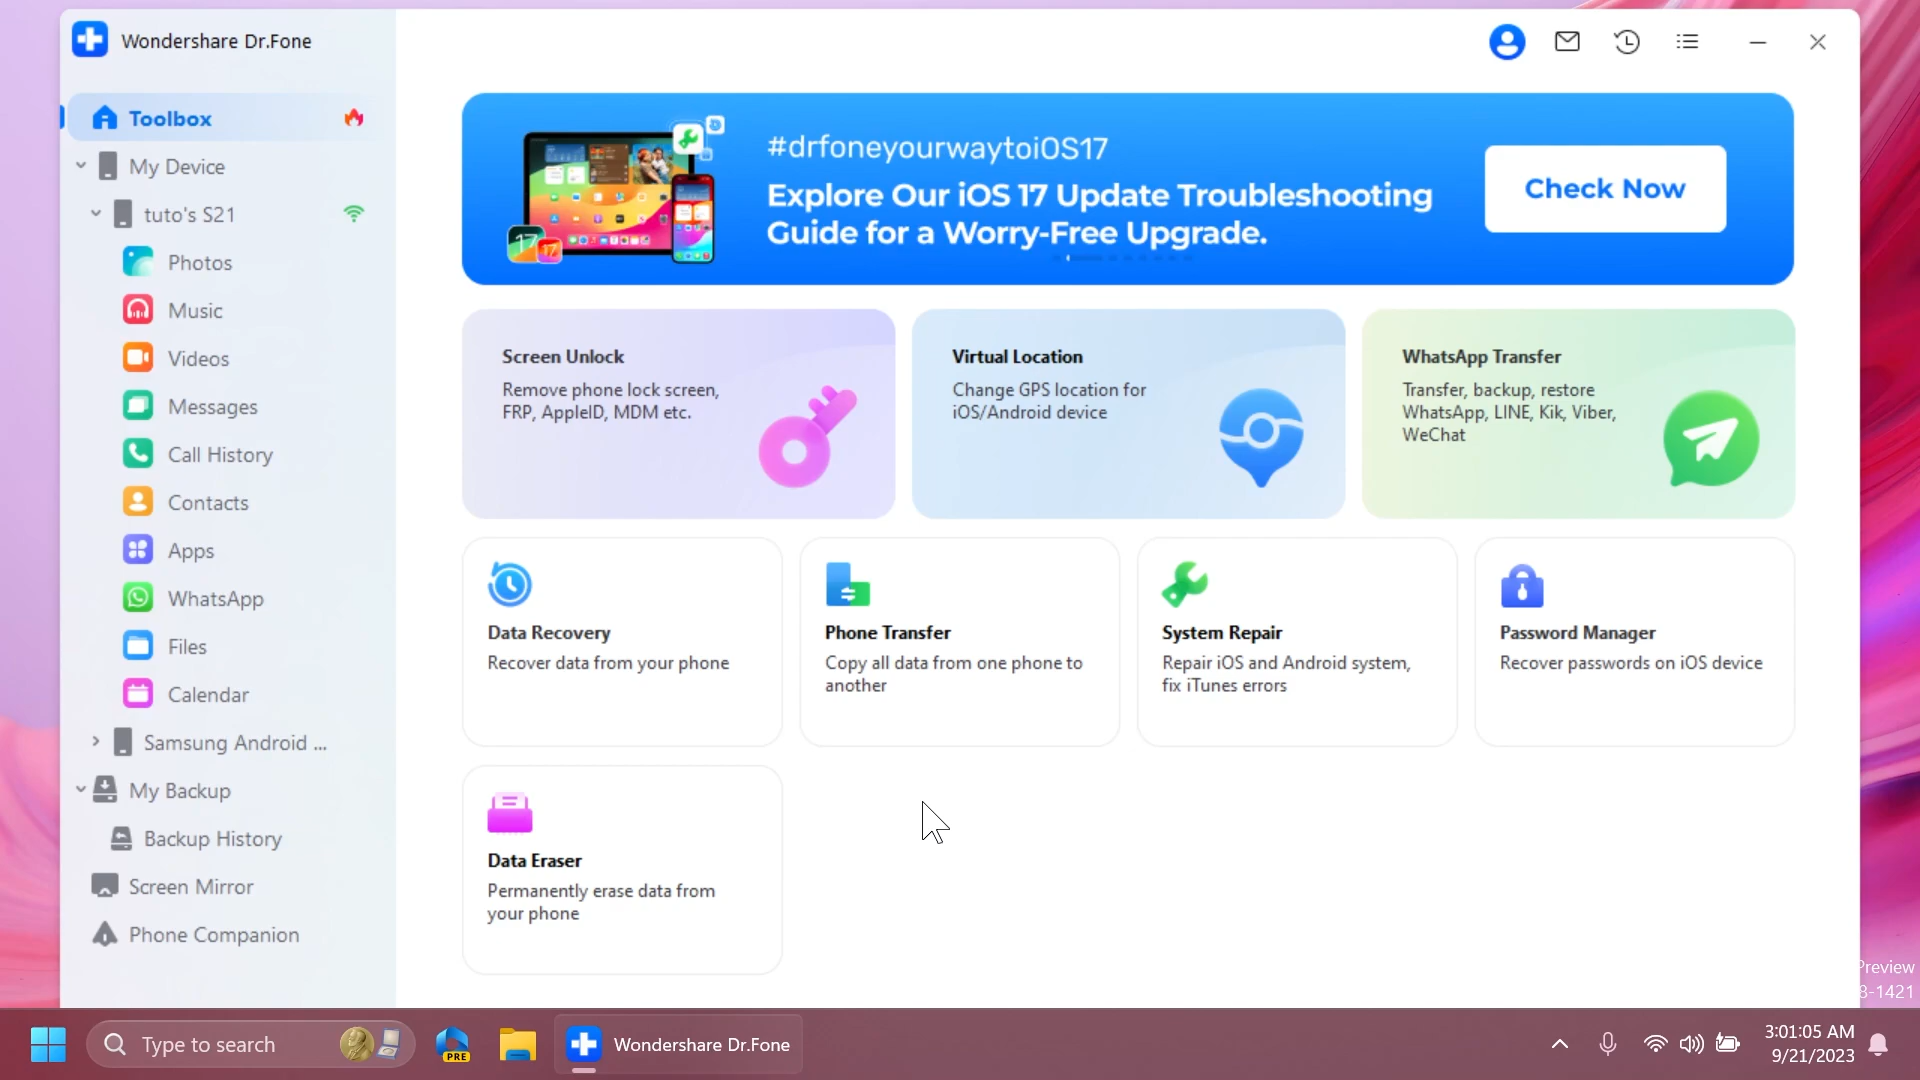 Wondershare Dr.Fone
Toolbox
My Device
tuto's S21
Photos
Music
Videos
Messages
Call History
Contacts
Apps
WhatsApp
Files
Calendar
Samsung Android ...
My Backup
Backup History
Screen Mirror
Phone Companion
#drfoneyourwaytoiOS17
Explore Our iOS 17 Update Troubleshooting
Guide for a Worry-Free Upgrade.
Check Now
17
17
Screen Unlock
Remove phone lock screen,
FRP, AppleID, MDM etc.
Virtual Location
Change GPS location for
iOS/Android device
WhatsApp Transfer
Transfer, backup, restore
WhatsApp, LINE, Kik, Viber,
WeChat
Data Recovery
Recover data from your phone
Phone Transfer
Copy all data from one phone to
another
System Repair
Repair iOS and Android system,
fix iTunes errors
Password Manager
Recover passwords on iOS device
Data Eraser
Permanently erase data from
your phone
Preview
8-1421
Type to search
PRE
Wondershare Dr.Fone
3:01:05 AM
9/21/2023